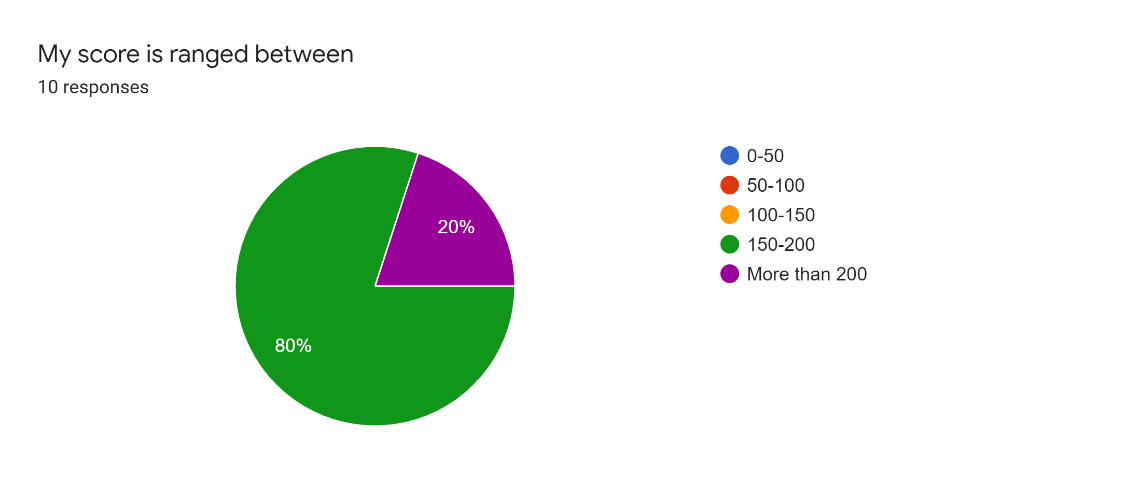 My score is ranged between
10 responses
0-50
50-100
100-150
150-200
More than 200
20%
80%